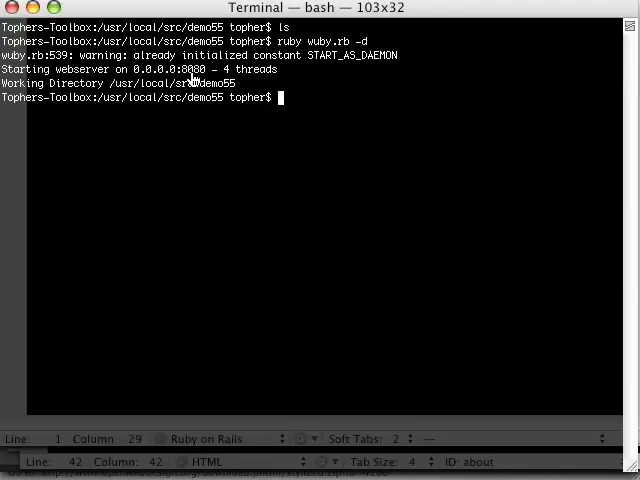 Terminal — bash — 103x32
Tophers-Toolbox:/usr/local/src/demo55 topher$ ls
Tophers-Toolbox:/usr/local/src/demo55 topher$ ruby wuby.rb -d
wuby.rb:539: warning: already initialized constant START_AS_DAEMON
Starting webserver on 0.0.0.0:8080 - 4 threads
Working Directory /usr/local/src/demo55
Tophers-Toolbox:/usr/local/src/demo55 topher$
Line: 1 Column: 29 Ruby on Rails Soft Tabs: 2 —
Line: 42 Column: 42 HTML Tab Size: 4 ID: about